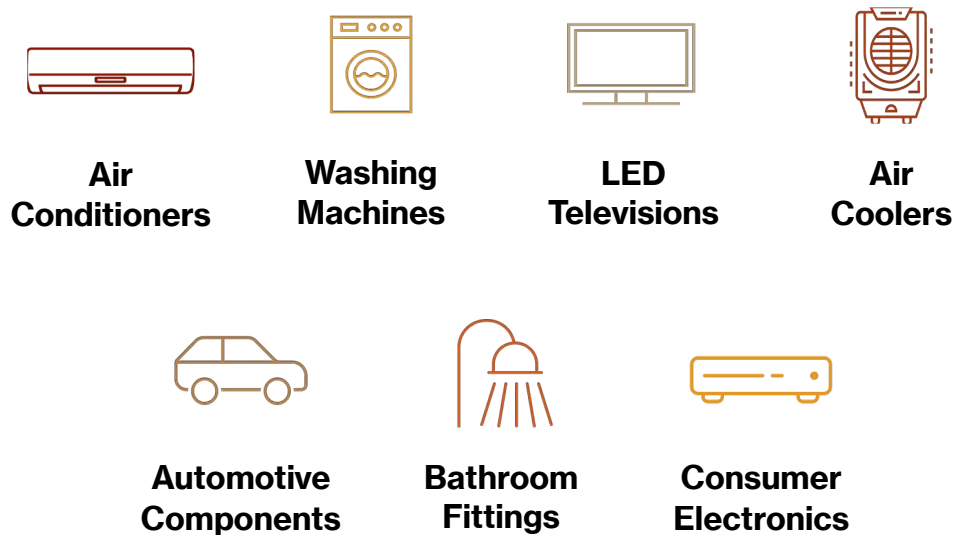 Air
Conditioners
Washing
Machines
LED
Televisions
Air
Coolers
Automotive
Components
Bathroom
Fittings
Consumer
Electronics